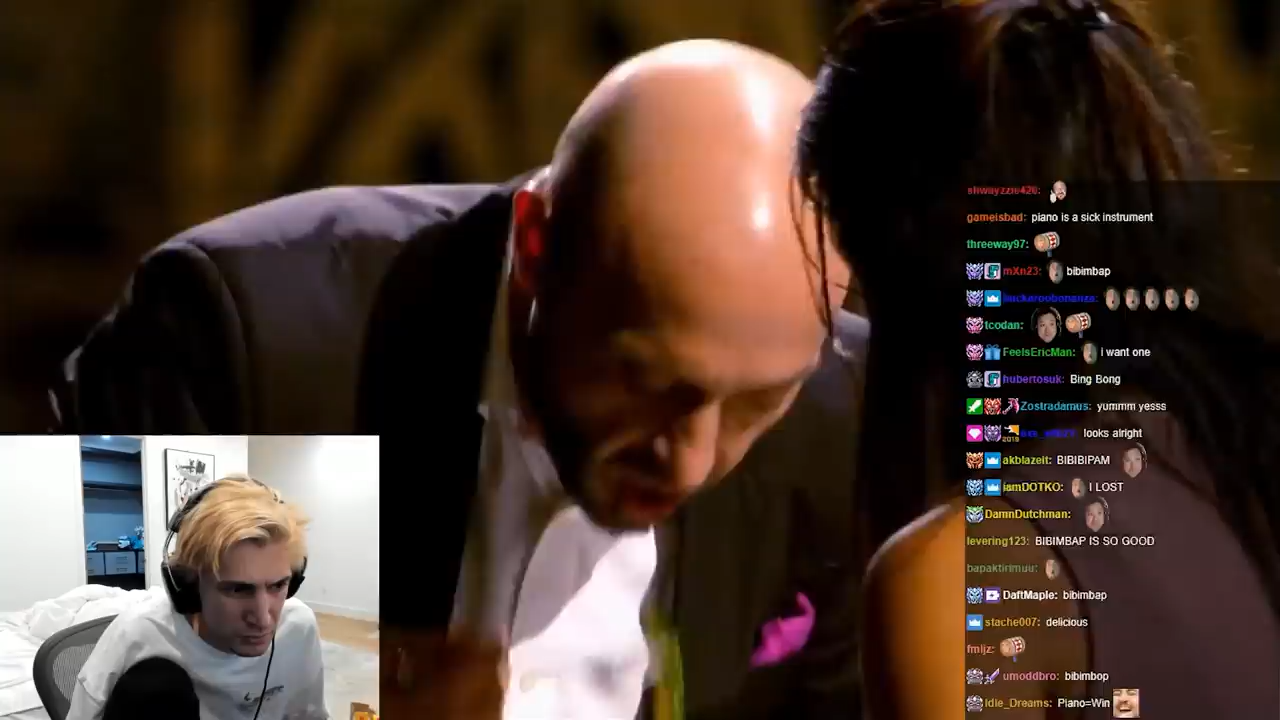 shwayzzie420:
gameisbad: piano is a sick instrument
threeway97:
mXn23: bibimbap
buckeroobonanza:
tcodan:
FeelsEricMan: i want one
hubertosuk: Bing Bong
Zostradamus: yummm yesss
looks alright
akblazeit: BIBIBIPAM
iamDOTKO: I LOST
DamnDutchman:
levering123: BIBIMBAP IS SO GOOD
bapaktirimuu:
DaftMaple: bibimbap
stache007: delicious
fmljz:
umoddbro: bibimbop
Idle_Dreams: Piano=Win